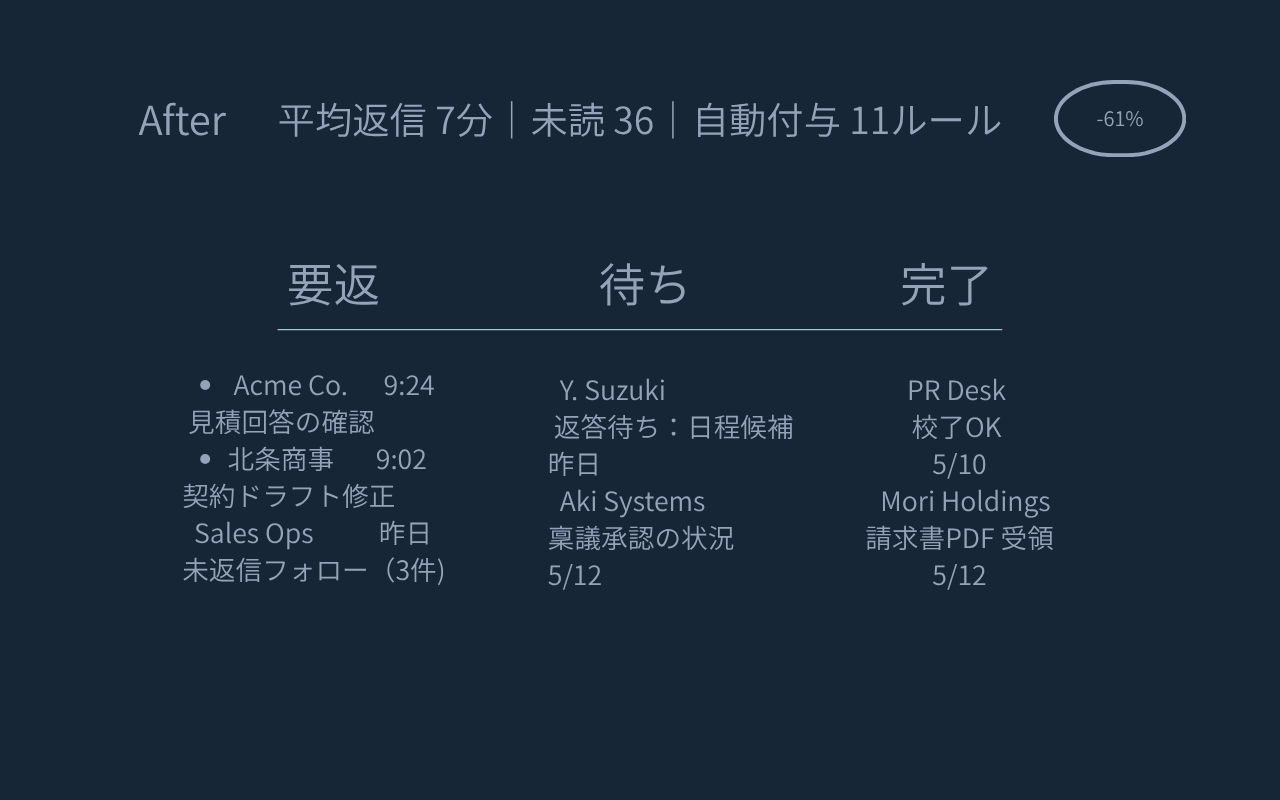 After 平均返信 7分｜未読 36｜自動付与 11ルール -61%
要返 待ち 完了
• Acme Co. 9:24
見積回答の確認
• 北条商事 9:02
契約ドラフト修正
Sales Ops 昨日
未返信フォロー（3件)
Y. Suzuki
返答待ち：日程候補
昨日
Aki Systems
稟議承認の状況
5/12
PR Desk
校了OK
5/10
Mori Holdings
請求書PDF 受領
5/12